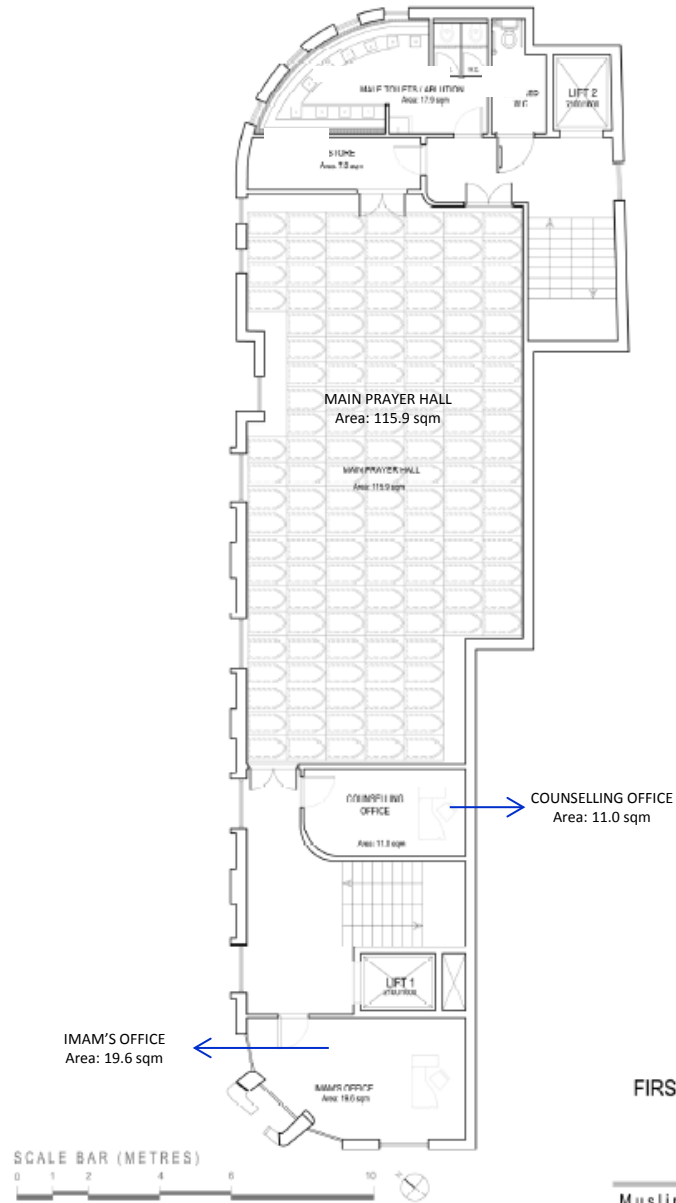 MALE TOILETS / ABLUTION
Area: 17.9 sqm
W.C
LIFT 2
STORE
MAIN PRAYER HALL
Area: 115.9 sqm
MAIN PRAYER HALL
Area: 115.9 sqm
COUNSELLING
OFFICE
Area: 11.0 sqm
COUNSELLING OFFICE
Area: 11.0 sqm
LIFT 1
IMAM'S OFFICE
Area: 19.6 sqm
IMAM'S OFFICE
Area: 19.6 sqm
FIRS
SCALE BAR (METRES)
0 1 2 4 6 10
Muslin